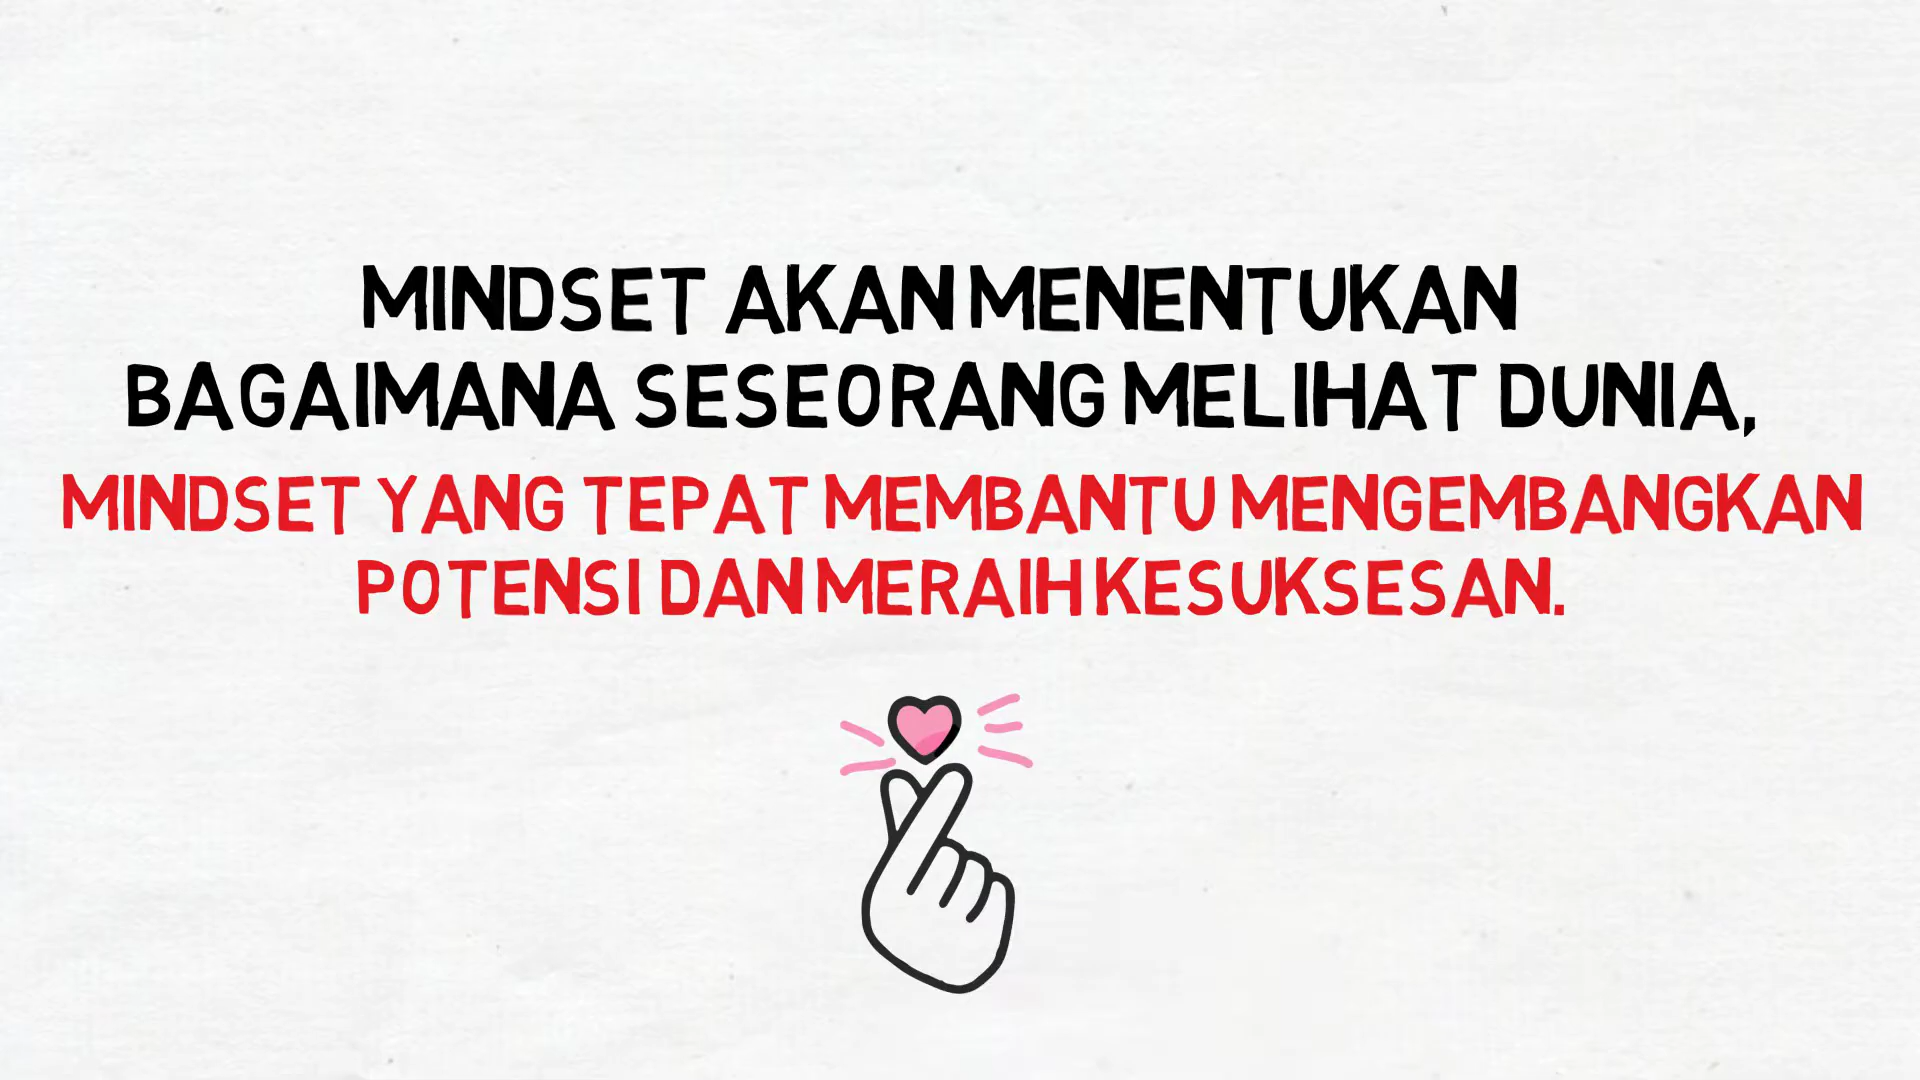 MINDSET AKAN MENENTUKAN
BAGAIMANA SESEORANG MELIHAT DUNIA,
MINDSET YANG TEPAT MEMBANTU MENGEMBANGKAN
POTENSI DAN MERAIH KESUKSESAN.